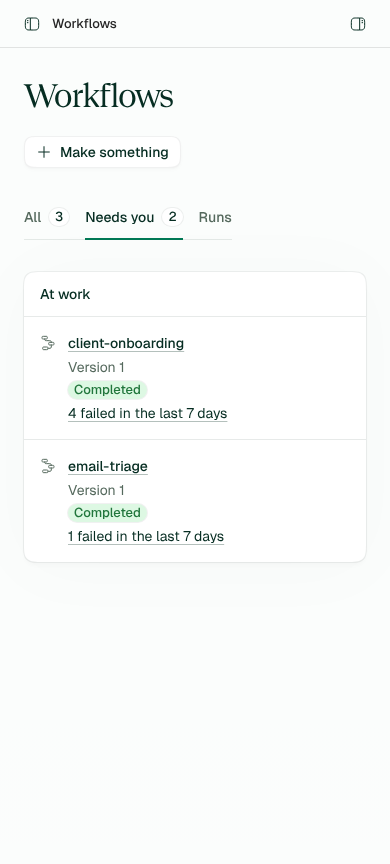 Workflows
Workflows
Make something
All 3 Needs you 2 Runs
At work
client-onboarding
Version 1
Completed
4 failed in the last 7 days
email-triage
Version 1
Completed
1 failed in the last 7 days